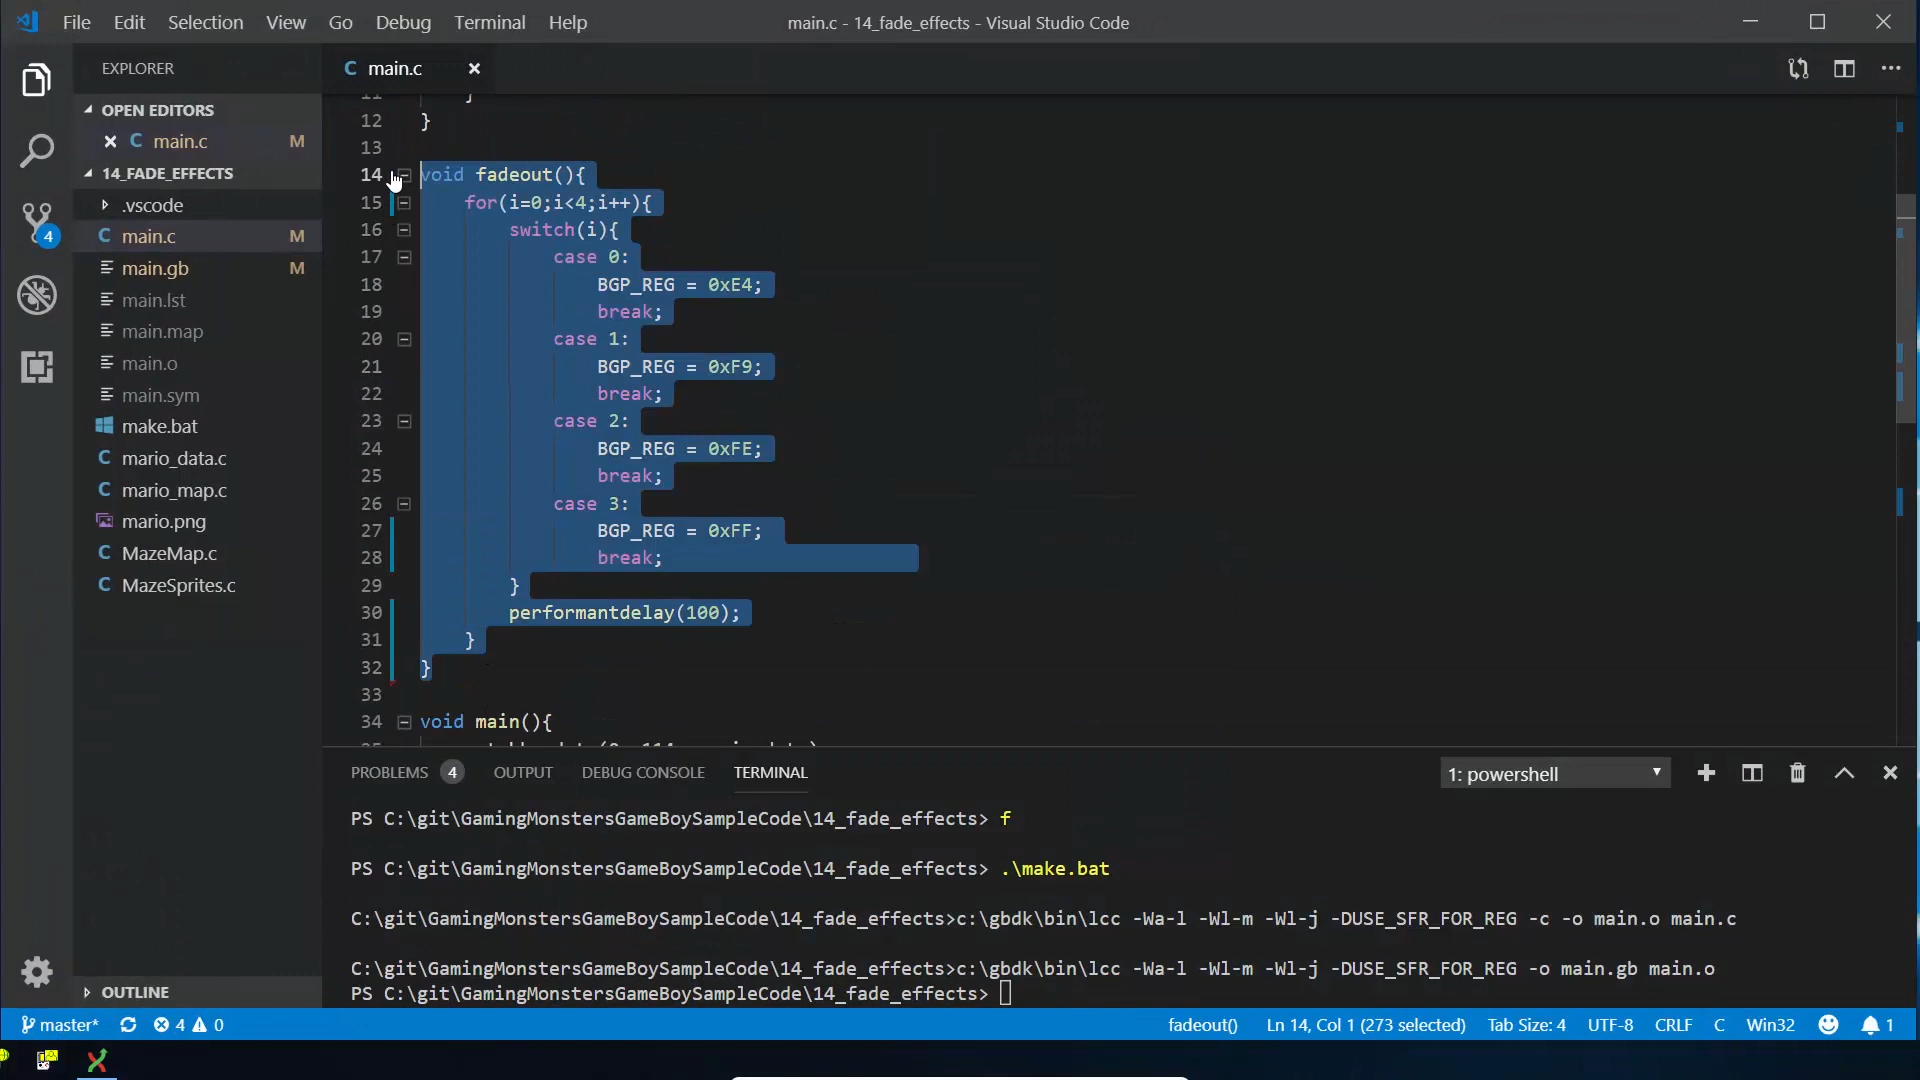 File Edit Selection View Go Debug Terminal Help
main.c - 14_fade_effects - Visual Studio Code
EXPLORER
C main.c
OPEN EDITORS
C main.c M
14_FADE_EFFECTS
.vscode
C main.c M
main.gb M
main.lst
main.map
main.o
main.sym
make.bat
C mario_data.c
C mario_map.c
mario.png
C MazeMap.c
C MazeSprites.c
OUTLINE
4
11 }
12 }
13
14 void fadeout(){
15 for(i=0;i<4;i++){
16 switch(i){
17 case 0:
18 BGP_REG = 0xE4;
19 break;
20 case 1:
21 BGP_REG = 0xF9;
22 break;
23 case 2:
24 BGP_REG = 0xFE;
25 break;
26 case 3:
27 BGP_REG = 0xFF;
28 break;
29 }
30 performantdelay(100);
31 }
32 }
33
34 void main(){
PROBLEMS 4 OUTPUT DEBUG CONSOLE TERMINAL
1: powershell
PS C:\git\GamingMonstersGameBoySampleCode\14_fade_effects> f
PS C:\git\GamingMonstersGameBoySampleCode\14_fade_effects> .\make.bat
C:\git\GamingMonstersGameBoySampleCode\14_fade_effects>c:\gbdk\bin\lcc -Wa-l -Wl-m -Wl-j -DUSE_SFR_FOR_REG -c -o main.o main.c
C:\git\GamingMonstersGameBoySampleCode\14_fade_effects>c:\gbdk\bin\lcc -Wa-l -Wl-m -Wl-j -DUSE_SFR_FOR_REG -o main.gb main.o
PS C:\git\GamingMonstersGameBoySampleCode\14_fade_effects>
master* 4 0 fadeout() Ln 14, Col 1 (273 selected) Tab Size: 4 UTF-8 CRLF C Win32 1